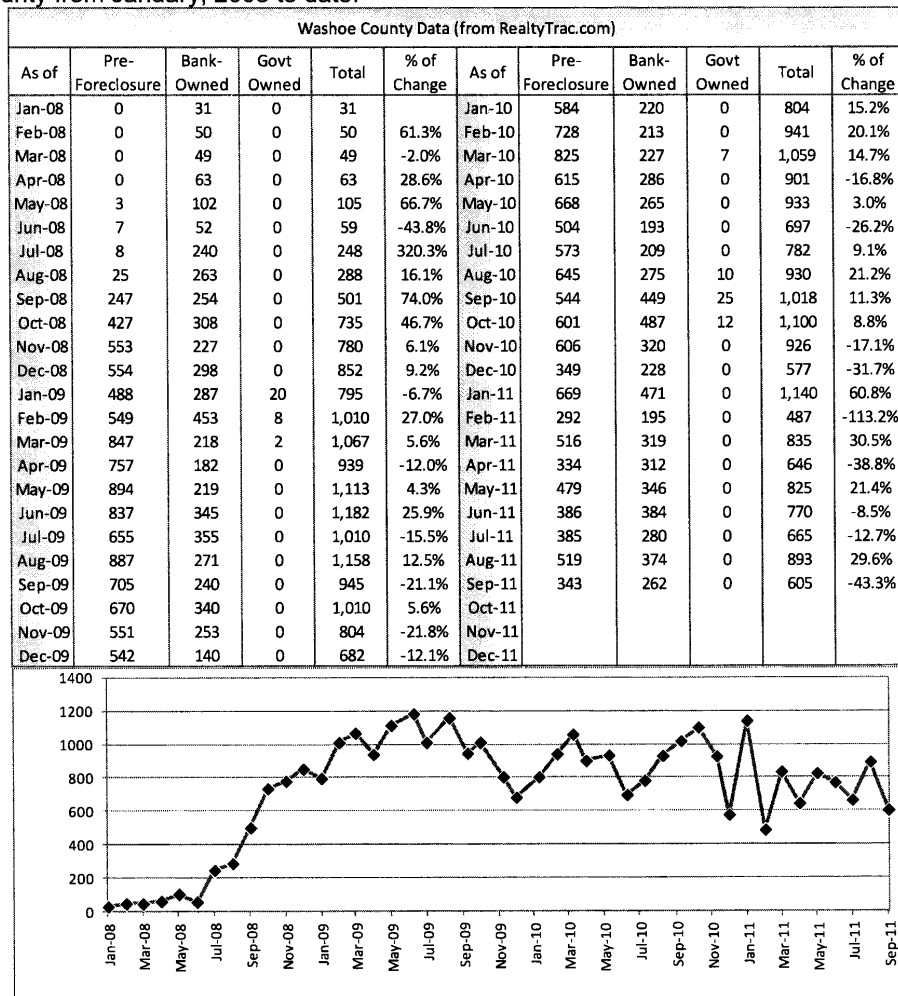 unty from January, 2008 to date.
Washoe County Data (from RealtyTrac.com)
As of Pre-Foreclosure Bank-Owned Govt Owned Total % of Change As of Pre-Foreclosure Bank-Owned Govt Owned Total % of Change
Jan-08 0 31 0 31 Jan-10 584 220 0 804 15.2%
Feb-08 0 50 0 50 61.3% Feb-10 728 213 0 941 20.1%
Mar-08 0 49 0 49 -2.0% Mar-10 825 227 7 1,059 14.7%
Apr-08 0 63 0 63 28.6% Apr-10 615 286 0 901 -16.8%
May-08 3 102 0 105 66.7% May-10 668 265 0 933 3.0%
Jun-08 7 52 0 59 -43.8% Jun-10 504 193 0 697 -26.2%
Jul-08 8 240 0 248 320.3% Jul-10 573 209 0 782 9.1%
Aug-08 25 263 0 288 16.1% Aug-10 645 275 10 930 21.2%
Sep-08 247 254 0 501 74.0% Sep-10 544 449 25 1,018 11.3%
Oct-08 427 308 0 735 46.7% Oct-10 601 487 12 1,100 8.8%
Nov-08 553 227 0 780 6.1% Nov-10 606 320 0 926 -17.1%
Dec-08 554 298 0 852 9.2% Dec-10 349 228 0 577 -31.7%
Jan-09 488 287 20 795 -6.7% Jan-11 669 471 0 1,140 60.8%
Feb-09 549 453 8 1,010 27.0% Feb-11 292 195 0 487 -113.2%
Mar-09 847 218 2 1,067 5.6% Mar-11 516 319 0 835 30.5%
Apr-09 757 182 0 939 -12.0% Apr-11 334 312 0 646 -38.8%
May-09 894 219 0 1,113 4.3% May-11 479 346 0 825 21.4%
Jun-09 837 345 0 1,182 25.9% Jun-11 386 384 0 770 -8.5%
Jul-09 655 355 0 1,010 -15.5% Jul-11 385 280 0 665 -12.7%
Aug-09 887 271 0 1,158 12.5% Aug-11 519 374 0 893 29.6%
Sep-09 705 240 0 945 -21.1% Sep-11 343 262 0 605 -43.3%
Oct-09 670 340 0 1,010 5.6% Oct-11
Nov-09 551 253 0 804 -21.8% Nov-11
Dec-09 542 140 0 682 -12.1% Dec-11
1400
1200
1000
800
600
400
200
0
Jan-08 Mar-08 May-08 Jul-08 Sep-08 Nov-08 Jan-09 Mar-09 May-09 Jul-09 Sep-09 Nov-09 Jan-10 Mar-10 May-10 Jul-10 Sep-10 Nov-10 Jan-11 Mar-11 May-11 Jul-11 Sep-11